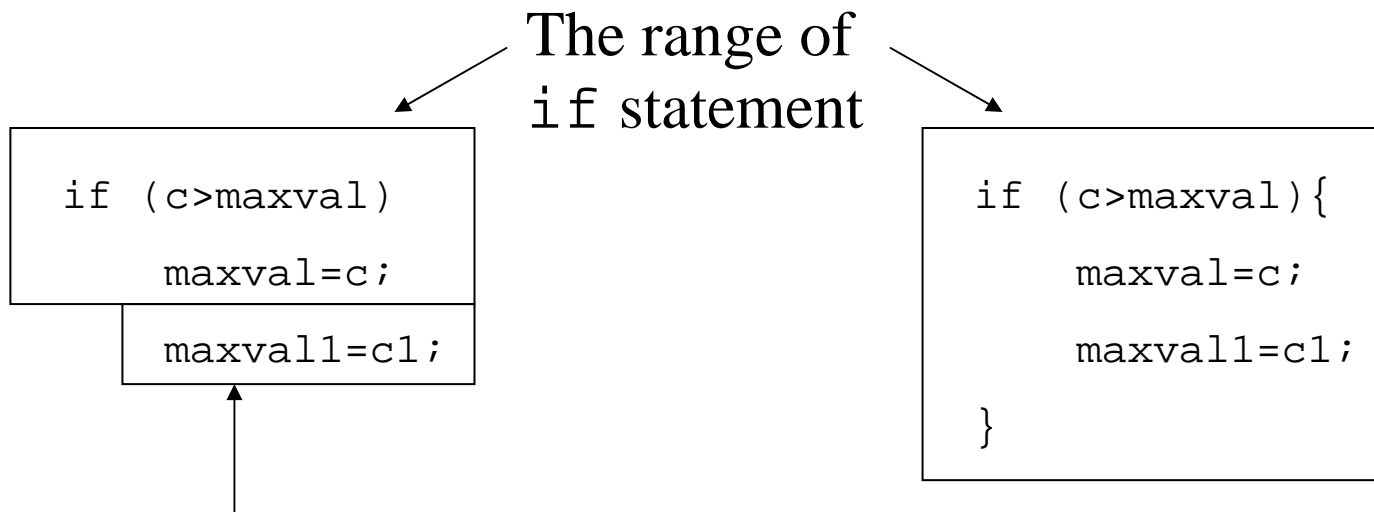 The range of
if statement
if (c>maxval)
maxval=c;
maxval1=c1;
if (c>maxval){
maxval=c;
maxval1=c1;
}